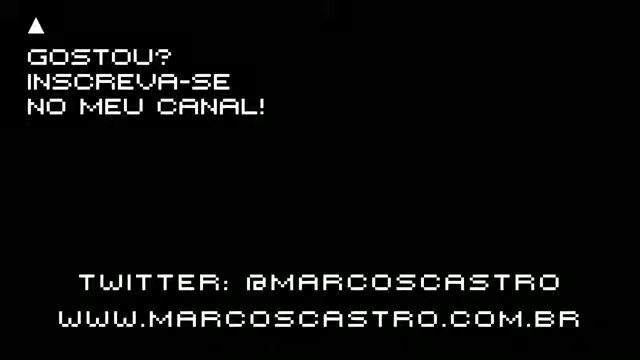 ▲
GOSTOU?
INSCREVA-SE
NO MEU CANAL!
TWITTER: @MARCOSCASTRO
WWW.MARCOSCASTRO.COM.BR